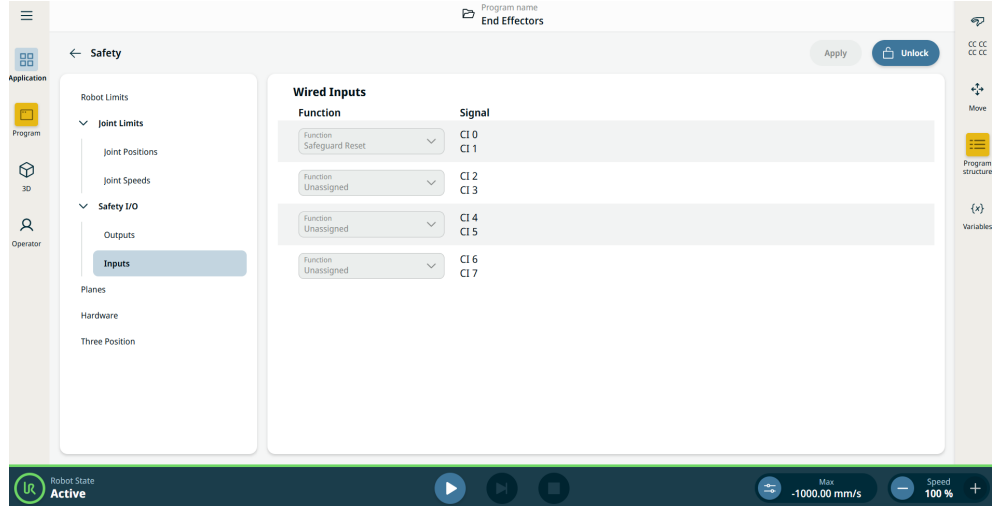 Program name
End Effectors
Safety
Apply
Unlock
CC CC
CC CC
Application
Program
3D
Operator
Robot Limits
Joint Limits
Joint Positions
Joint Speeds
Safety I/O
Outputs
Inputs
Planes
Hardware
Three Position
Wired Inputs
Function Signal
Function
Safeguard Reset
CI 0
CI 1
Function
Unassigned
CI 2
CI 3
Function
Unassigned
CI 4
CI 5
Function
Unassigned
CI 6
CI 7
Move
Program
structure
{x}
Variables
UR
Robot State
Active
Max
-1000.00 mm/s
Speed
100 %